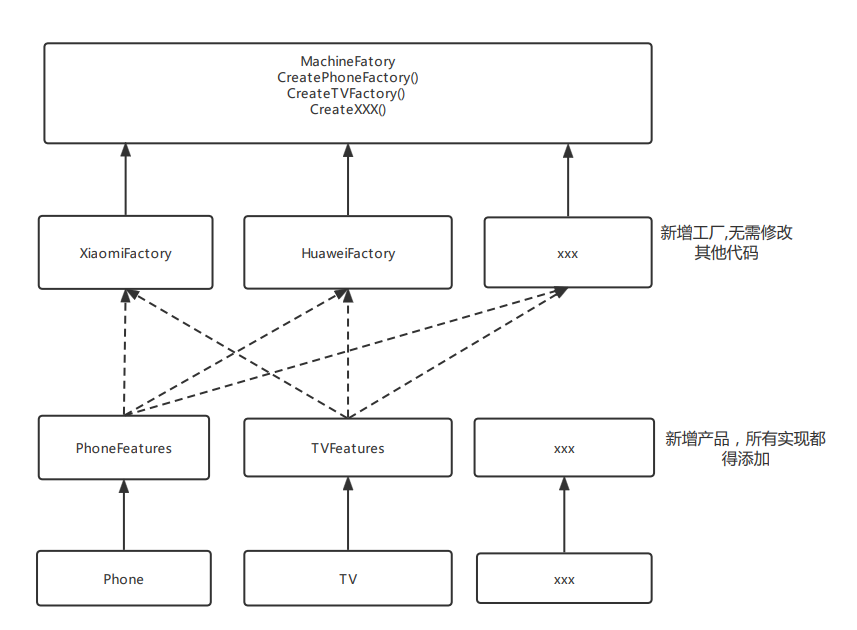 MachineFatory
CreatePhoneFactory()
CreateTVFactory()
CreateXXX()
XiaomiFactory
HuaweiFactory
xxx
新增工厂,无需修改
其他代码
PhoneFeatures
TVFeatures
xxx
新增产品，所有实现都
得添加
Phone
TV
xxx